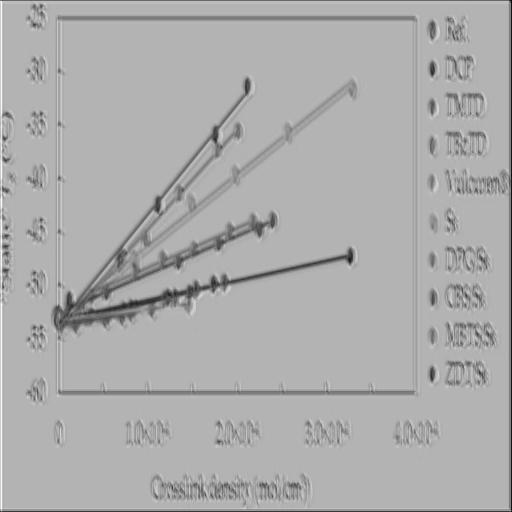 -25
-30
-35
-40
-45
-50
-55
-60
0
1.0×10⁻⁴
2.0×10⁻⁴
3.0×10⁻⁴
4.0×10⁻⁴
Crosslink density (mol/cm³)
Ref.
DCP
TMTD
TBzTD
Vulcuren®
S₈
DPG/S₈
CBS/S₈
MBTS/S₈
ZDT/S₈